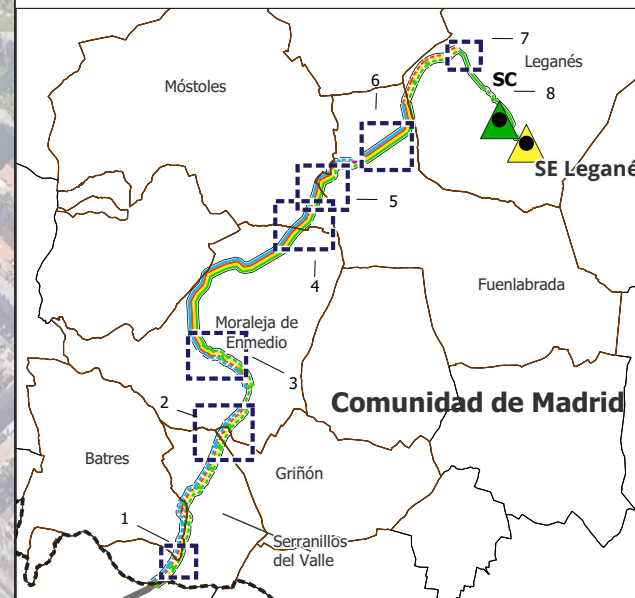 7
Leganés
6
Móstoles
SC
8
SE Legané
5
4
Fuenlabrada
Moraleja de
Enmedio
3
Comunidad de Madrid
2
Batres
Griñón
1
Serranillos
del Valle